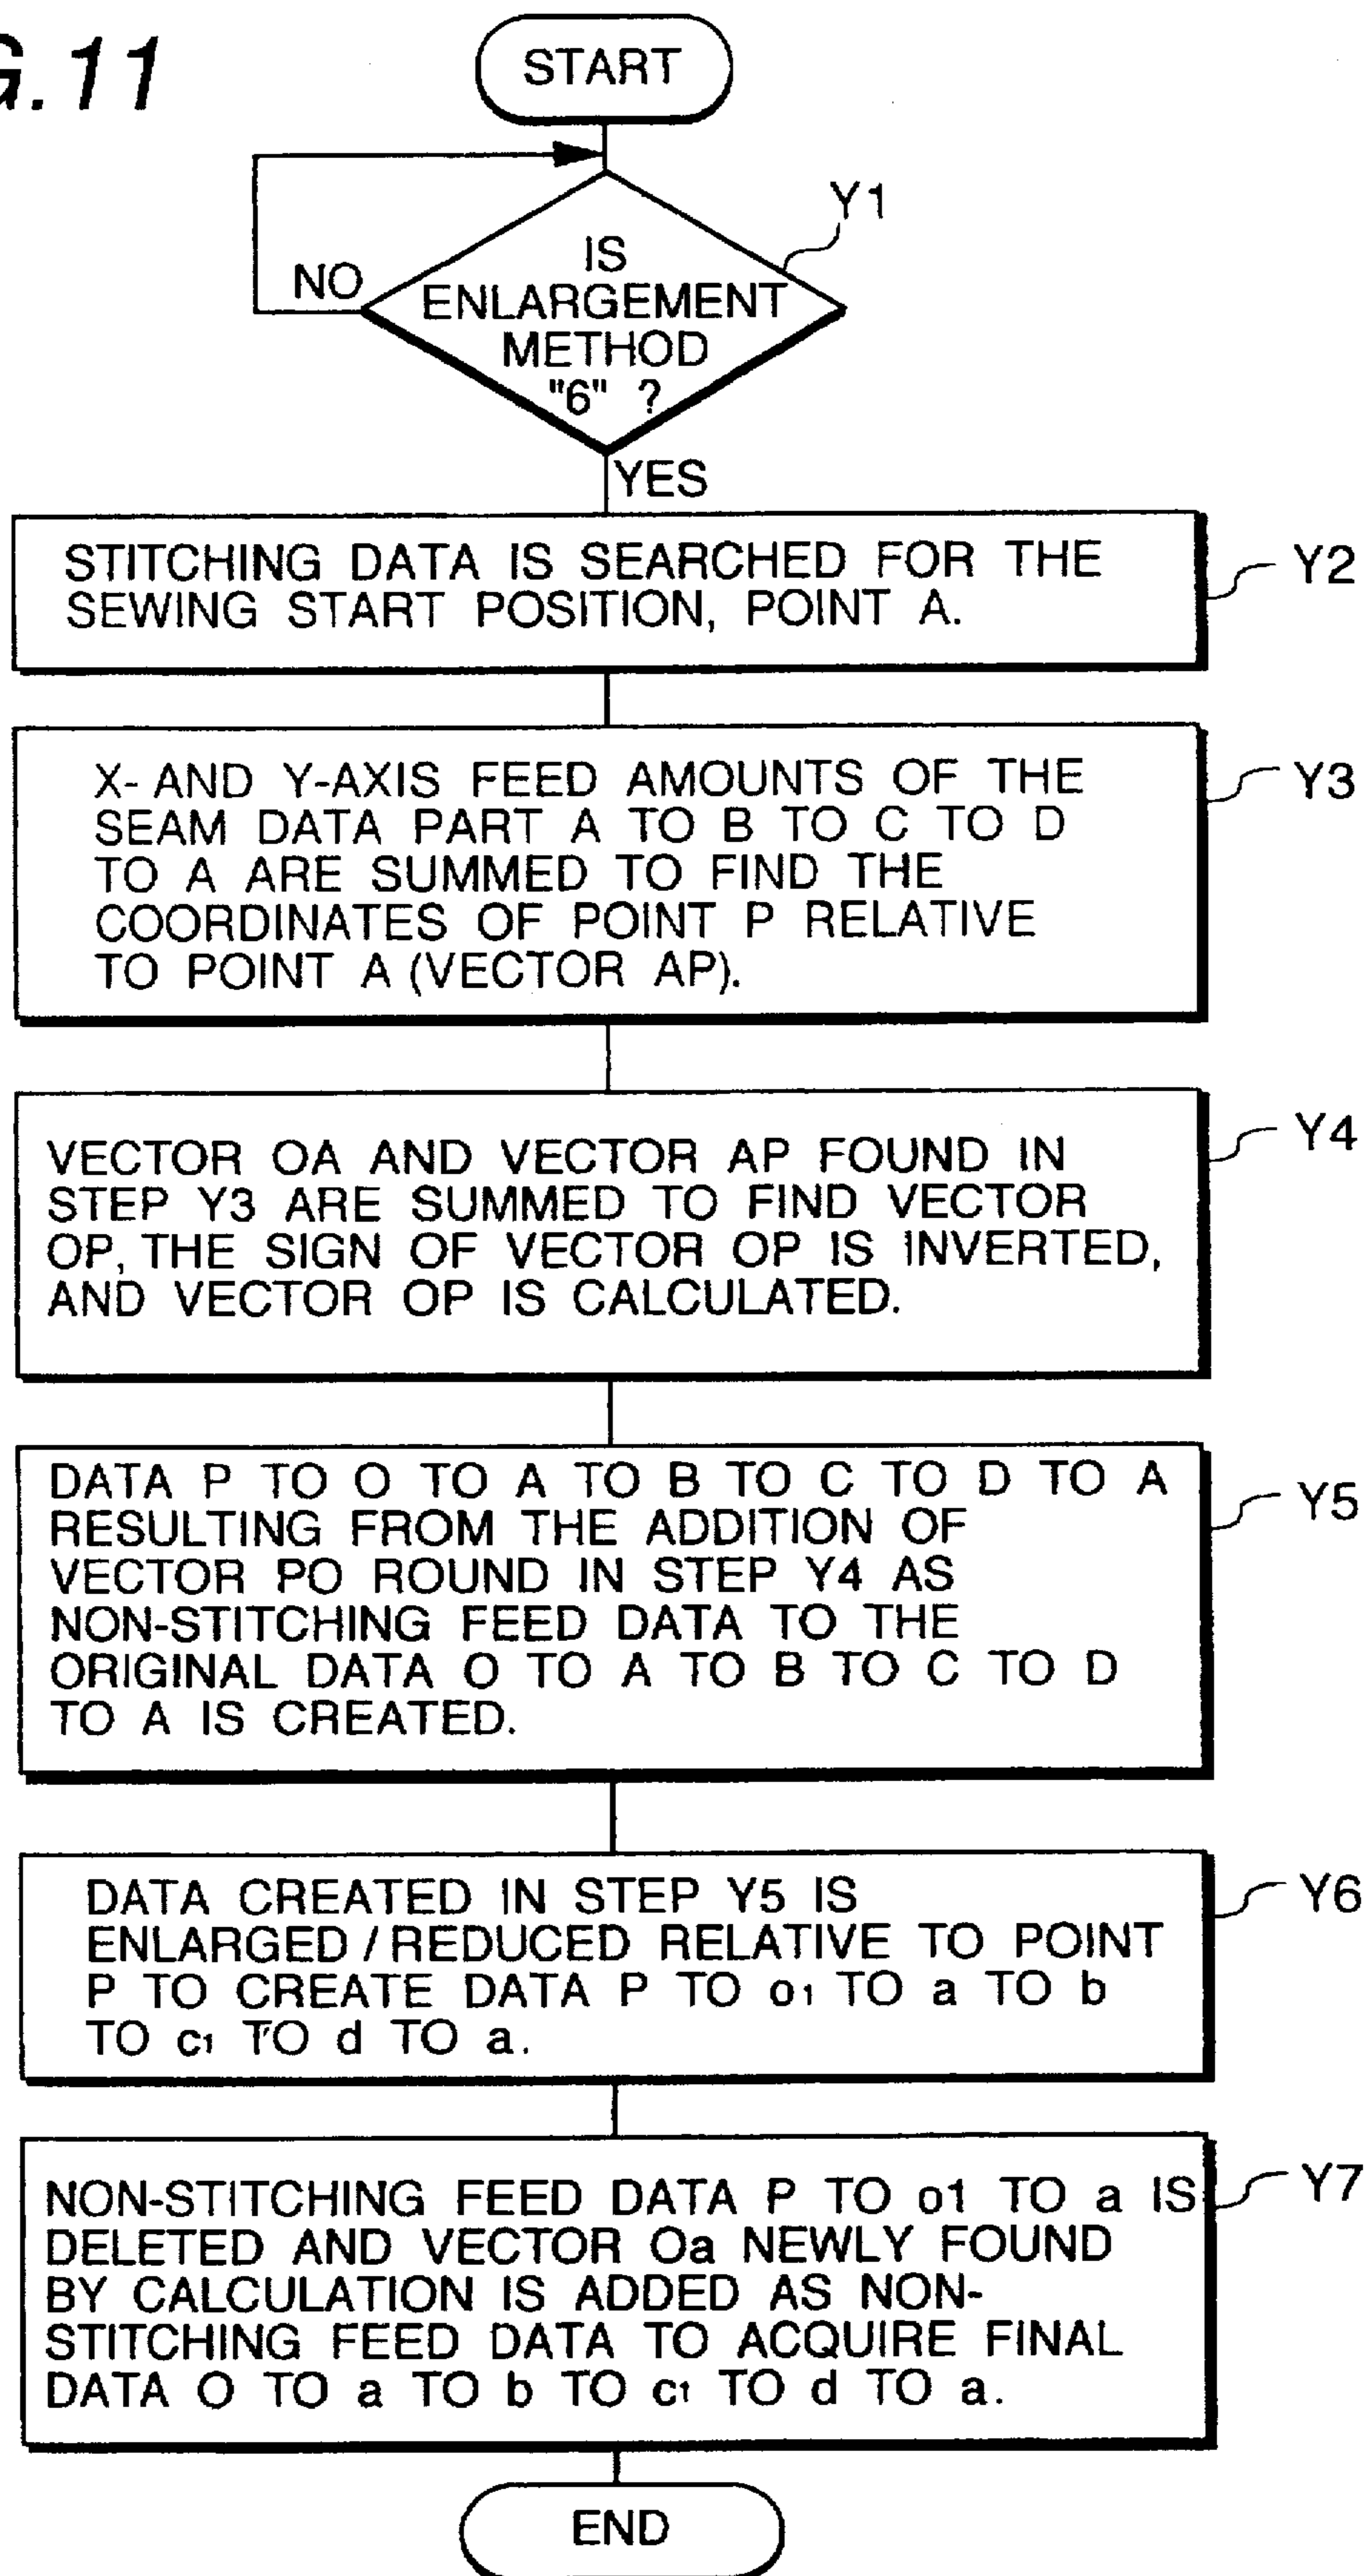 G.11
START
Y1
IS
NO
ENLARGEMENT
METHOD
"6" ?
YES
STITCHING DATA IS SEARCHED FOR THE
SEWING START POSITION, POINT A.
Y2
X- AND Y-AXIS FEED AMOUNTS OF THE
SEAM DATA PART A TO B TO C TO D
TO A ARE SUMMED TO FIND THE
COORDINATES OF POINT P RELATIVE
TO POINT A (VECTOR AP).
Y3
VECTOR OA AND VECTOR AP FOUND IN
STEP Y3 ARE SUMMED TO FIND VECTOR
OP, THE SIGN OF VECTOR OP IS INVERTED,
AND VECTOR OP IS CALCULATED.
Y4
DATA P TO O TO A TO B TO C TO D TO A
RESULTING FROM THE ADDITION OF
VECTOR PO ROUND IN STEP Y4 AS
NON-STITCHING FEED DATA TO THE
ORIGINAL DATA O TO A TO B TO C TO D
TO A IS CREATED.
Y5
DATA CREATED IN STEP Y5 IS
ENLARGED / REDUCED RELATIVE TO POINT
P TO CREATE DATA P TO o1 TO a TO b
TO c1 TO d TO a.
Y6
NON-STITCHING FEED DATA P TO o1 TO a IS
DELETED AND VECTOR Oa NEWLY FOUND
BY CALCULATION IS ADDED AS NON-
STITCHING FEED DATA TO ACQUIRE FINAL
DATA O TO a TO b TO c1 TO d TO a.
Y7
END